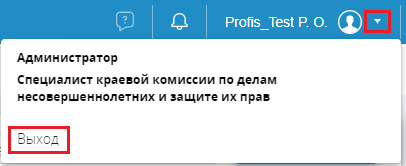 Profis_Test P. O.
Администратор
Специалист краевой комиссии по делам
несовершеннолетних и защите их прав
Выход